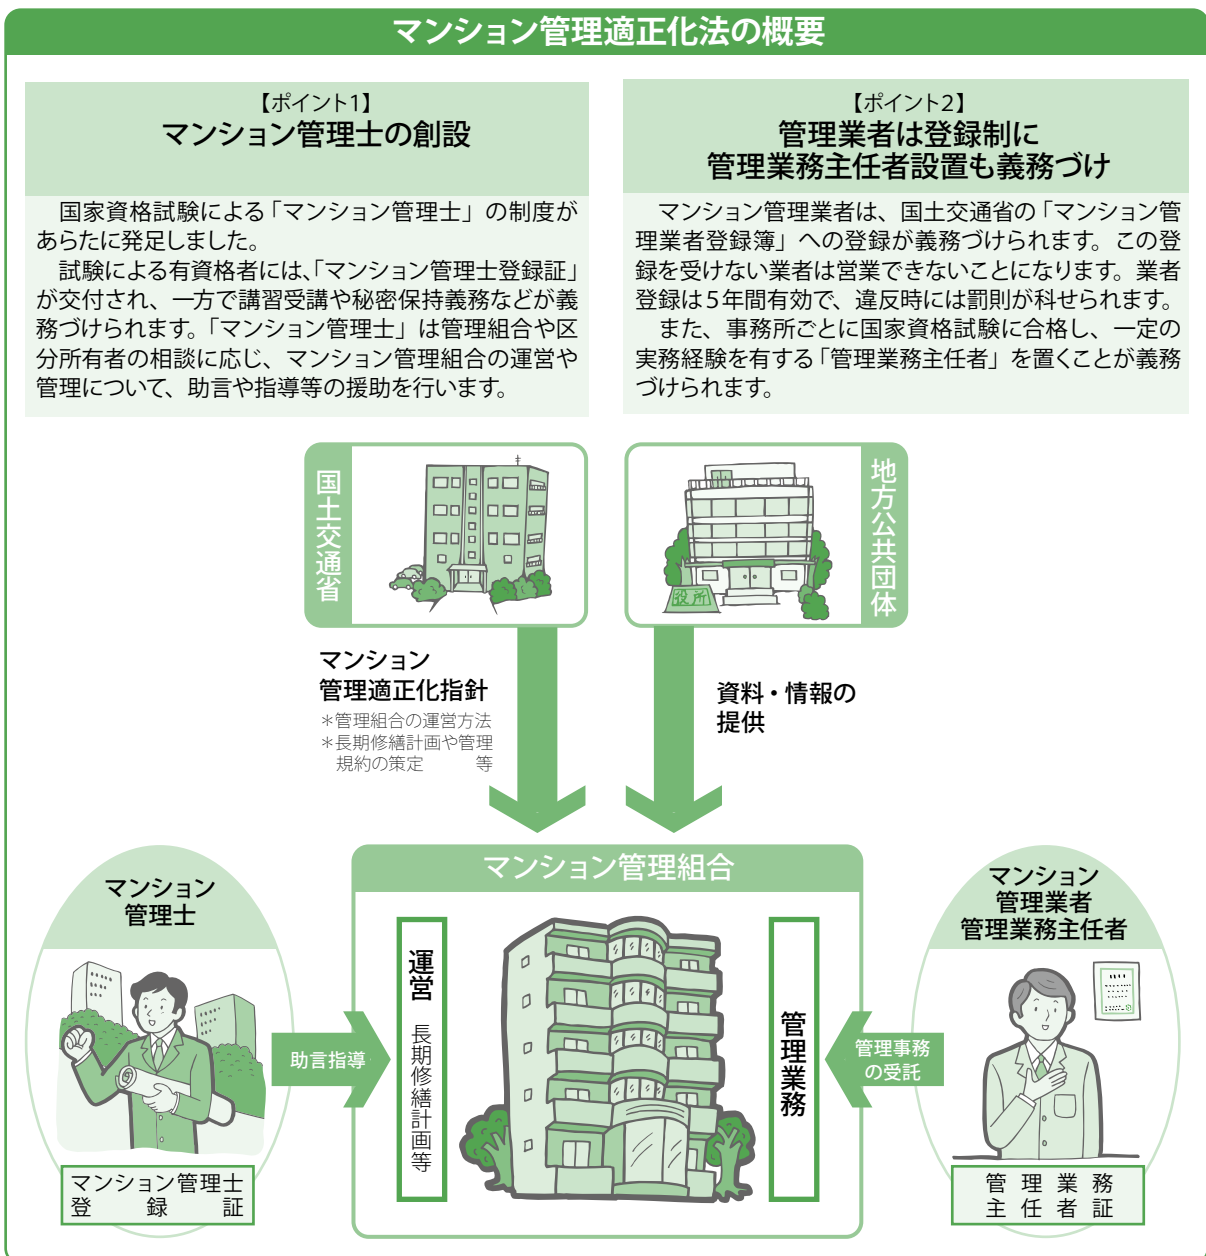 マンション管理適正化法の概要
【ポイント1】
マンション管理士の創設
国家資格試験による「マンション管理士」の制度が
あらたに発足しました。
試験による有資格者には、「マンション管理士登録証」
が交付され、一方で講習受講や秘密保持義務などが義
務づけられます。「マンション管理士」は管理組合や区
分所有者の相談に応じ、マンション管理組合の運営や
管理について、助言や指導等の援助を行います。
【ポイント2】
管理業者は登録制に
管理業務主任者設置も義務づけ
マンション管理業者は、国土交通省の「マンション管
理業者登録簿」への登録が義務づけられます。この登
録を受けない業者は営業できないことになります。業者
登録は5年間有効で、違反時には罰則が科せられます。
また、事務所ごとに国家資格試験に合格し、一定の
実務経験を有する「管理業務主任者」を置くことが義務
づけられます。
国土交通省
地方公共団体
役所
マンション
管理適正化指針
＊管理組合の運営方法
＊長期修繕計画や管理
規約の策定　等
資料・情報の
提供
マンション管理組合
マンション
管理士
助言指導
運営
長期修繕計画等
管理業務
管理事務
の受託
マンション
管理業者
管理業務主任者
マンション管理士
登録証
管理業務
主任者証